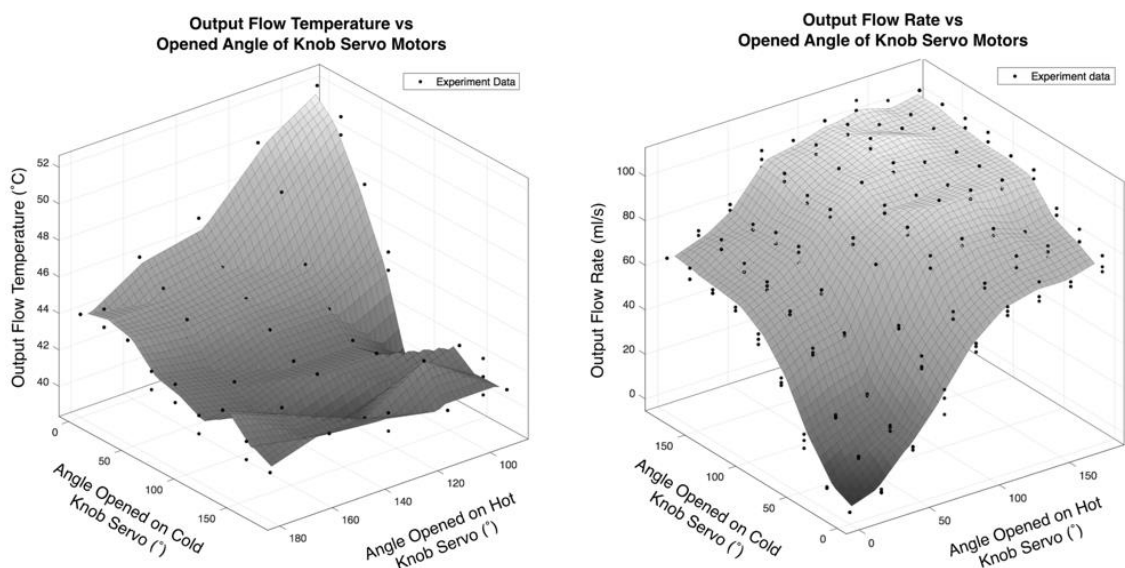 Output Flow Temperature vs
Opened Angle of Knob Servo Motors
Experiment Data
Output Flow Temperature (˚C)
52
50
48
46
44
42
40
0
50
100
150
Angle Opened on Cold
Knob Servo (˚)
180
160
140
120
100
Angle Opened on Hot
Knob Servo (˚)
Output Flow Rate vs
Opened Angle of Knob Servo Motors
Experiment data
Output Flow Rate (ml/s)
100
80
60
40
20
0
150
100
50
0
Angle Opened on Cold
Knob Servo (˚)
0
50
100
150
Angle Opened on Hot
Knob Servo (˚)